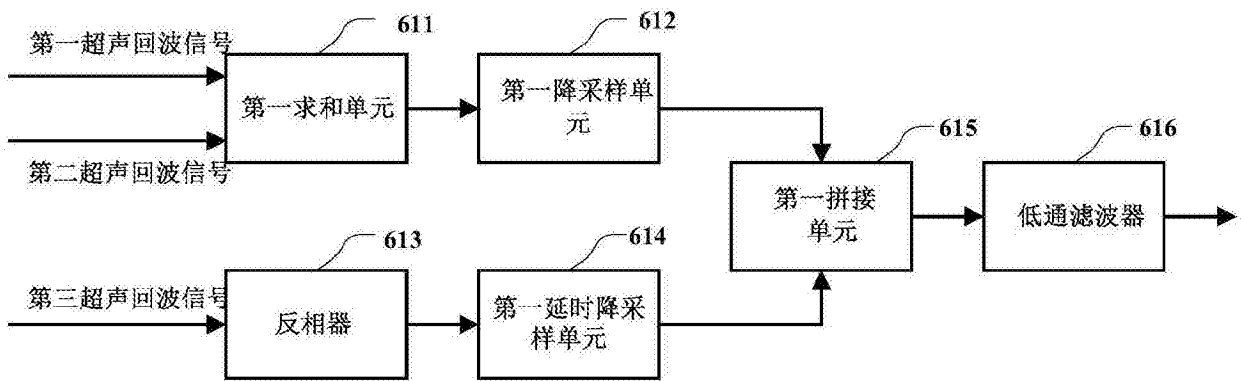 611
612
第一超声回波信号
第一求和单元
第一降采样单
元
第二超声回波信号
615
616
第一拼接
单元
低通滤波器
613
614
第三超声回波信号
反相器
第一延时降采
样单元